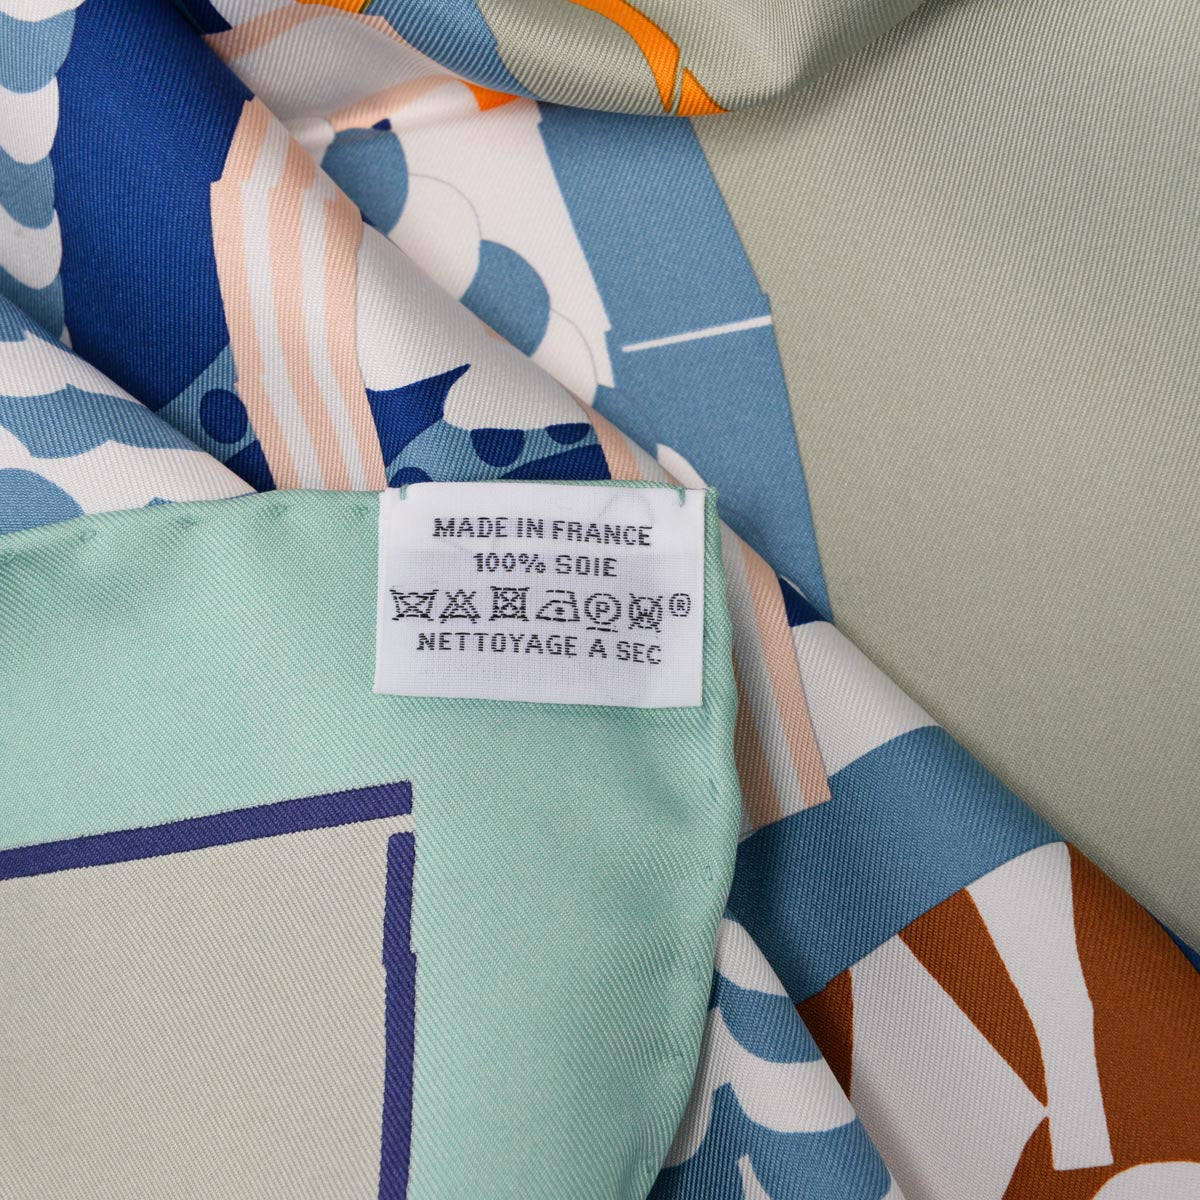 MADE IN FRANCE
100% SOIE
P ®
NETTOYAGE A SEC